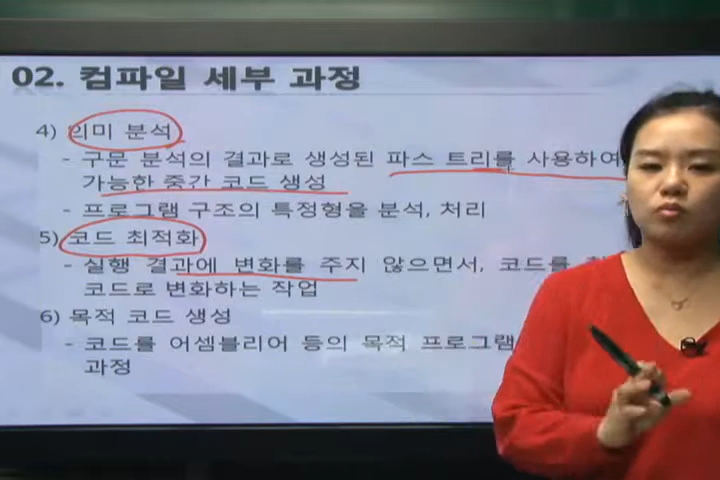 02. 컴파일 세부 과정
4) 의미 분석
- 구문 분석의 결과로 생성된 파스 트리를 사용하여
가능한 중간 코드 생성
- 프로그램 구조의 특정형을 분석, 처리
5) 코드 최적화
- 실행 결과에 변화를 주지 않으면서, 코드를
코드로 변화하는 작업
6) 목적 코드 생성
- 코드를 어셈블리어 등의 목적 프로그램
과정